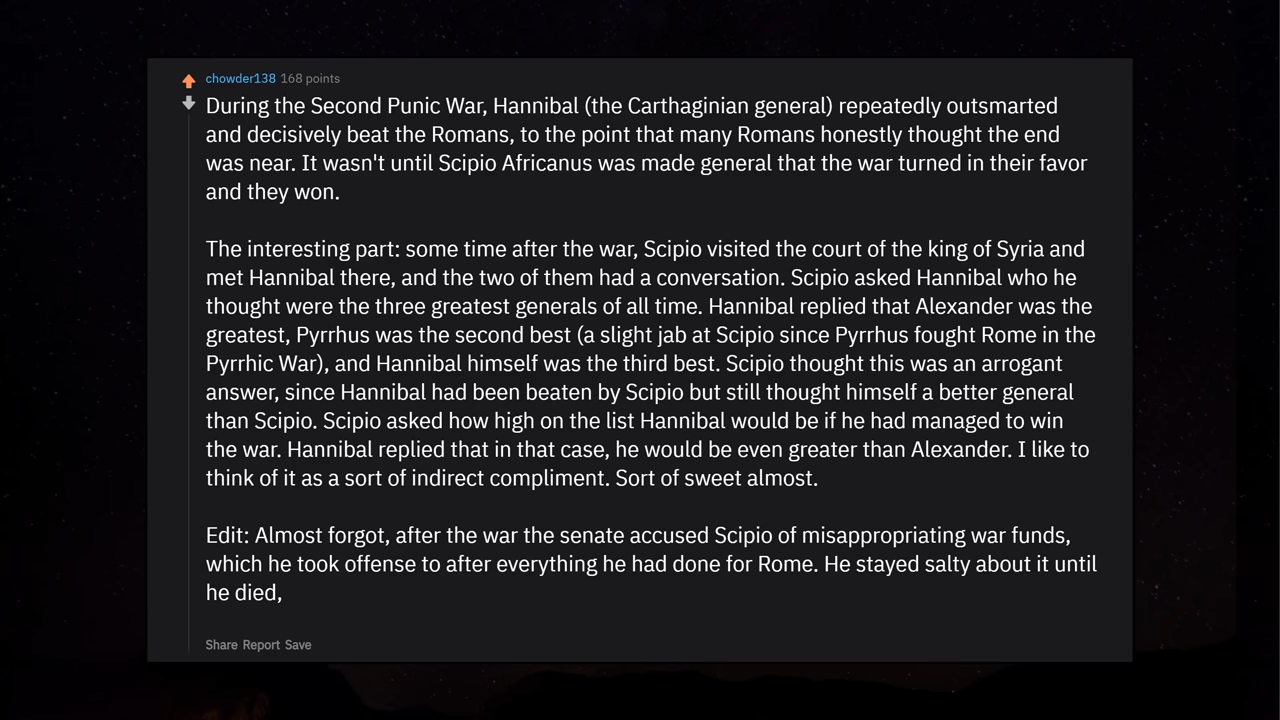 chowder138 168 points
During the Second Punic War, Hannibal (the Carthaginian general) repeatedly outsmarted
and decisively beat the Romans, to the point that many Romans honestly thought the end
was near. It wasn't until Scipio Africanus was made general that the war turned in their favor
and they won.
The interesting part: some time after the war, Scipio visited the court of the king of Syria and
met Hannibal there, and the two of them had a conversation. Scipio asked Hannibal who he
thought were the three greatest generals of all time. Hannibal replied that Alexander was the
greatest, Pyrrhus was the second best (a slight jab at Scipio since Pyrrhus fought Rome in the
Pyrrhic War), and Hannibal himself was the third best. Scipio thought this was an arrogant
answer, since Hannibal had been beaten by Scipio but still thought himself a better general
than Scipio. Scipio asked how high on the list Hannibal would be if he had managed to win
the war. Hannibal replied that in that case, he would be even greater than Alexander. I like to
think of it as a sort of indirect compliment. Sort of sweet almost.
Edit: Almost forgot, after the war the senate accused Scipio of misappropriating war funds,
which he took offense to after everything he had done for Rome. He stayed salty about it until
he died,
Share Report Save